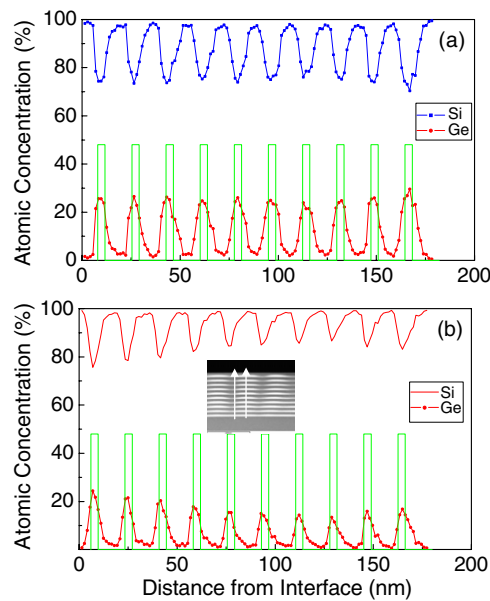 100
80
60
40
20
0
Atomic Concentration (%)
(a)
Si
Ge
0 50 100 150 200
100
80
60
40
20
Atomic Concentration (%)
(b)
Si
Ge
0 50 100 150 200
Distance from Interface (nm)